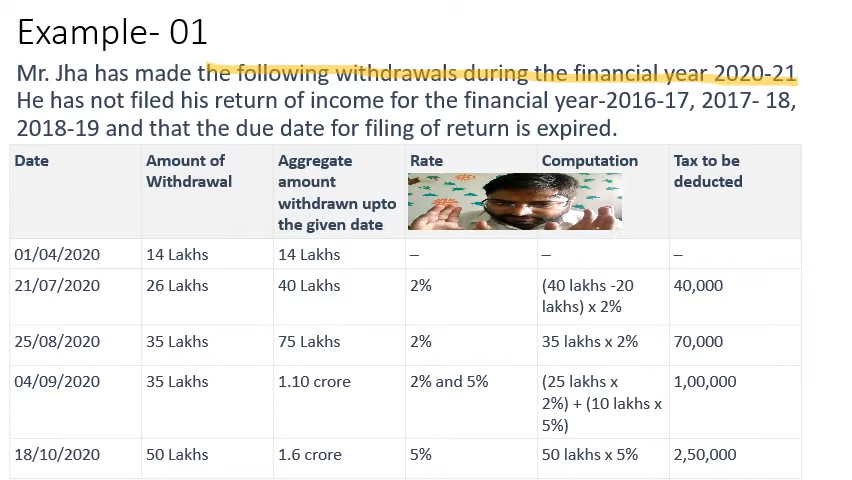 Example- 01
Mr. Jha has made the following withdrawals during the financial year 2020-21
He has not filed his return of income for the financial year-2016-17, 2017- 18,
2018-19 and that the due date for filing of return is expired.
Date Amount of Withdrawal Aggregate amount withdrawn upto the given date Rate Computation Tax to be deducted
01/04/2020 14 Lakhs 14 Lakhs – – –
21/07/2020 26 Lakhs 40 Lakhs 2% (40 lakhs -20 lakhs) x 2% 40,000
25/08/2020 35 Lakhs 75 Lakhs 2% 35 lakhs x 2% 70,000
04/09/2020 35 Lakhs 1.10 crore 2% and 5% (25 lakhs x 2%) + (10 lakhs x 5%) 1,00,000
18/10/2020 50 Lakhs 1.6 crore 5% 50 lakhs x 5% 2,50,000